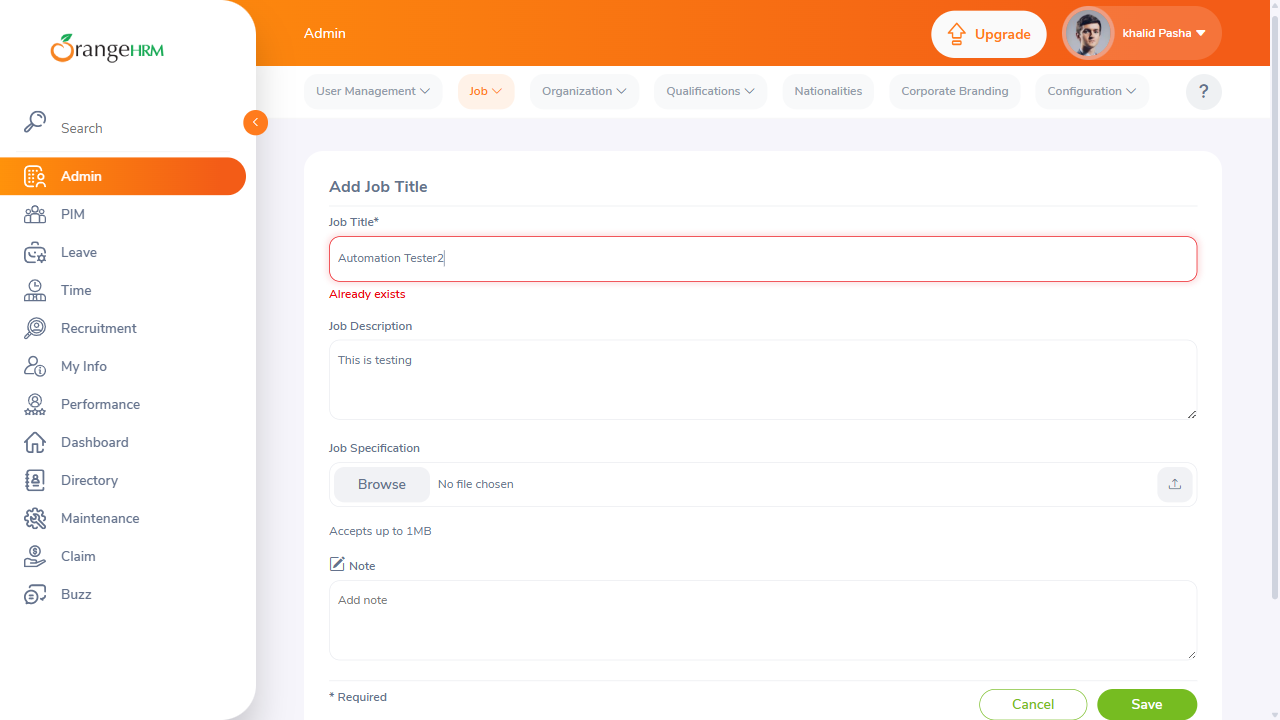 OrangeHRM
Admin
Upgrade
khalid Pasha
User Management
Job
Organization
Qualifications
Nationalities
Corporate Branding
Configuration
?
Search
Admin
PIM
Leave
Time
Recruitment
My Info
Performance
Dashboard
Directory
Maintenance
Claim
Buzz
Add Job Title
Job Title*
Automation Tester2
Already exists
Job Description
This is testing
Job Specification
Browse
No file chosen
Accepts up to 1MB
Note
Add note
* Required
Cancel
Save